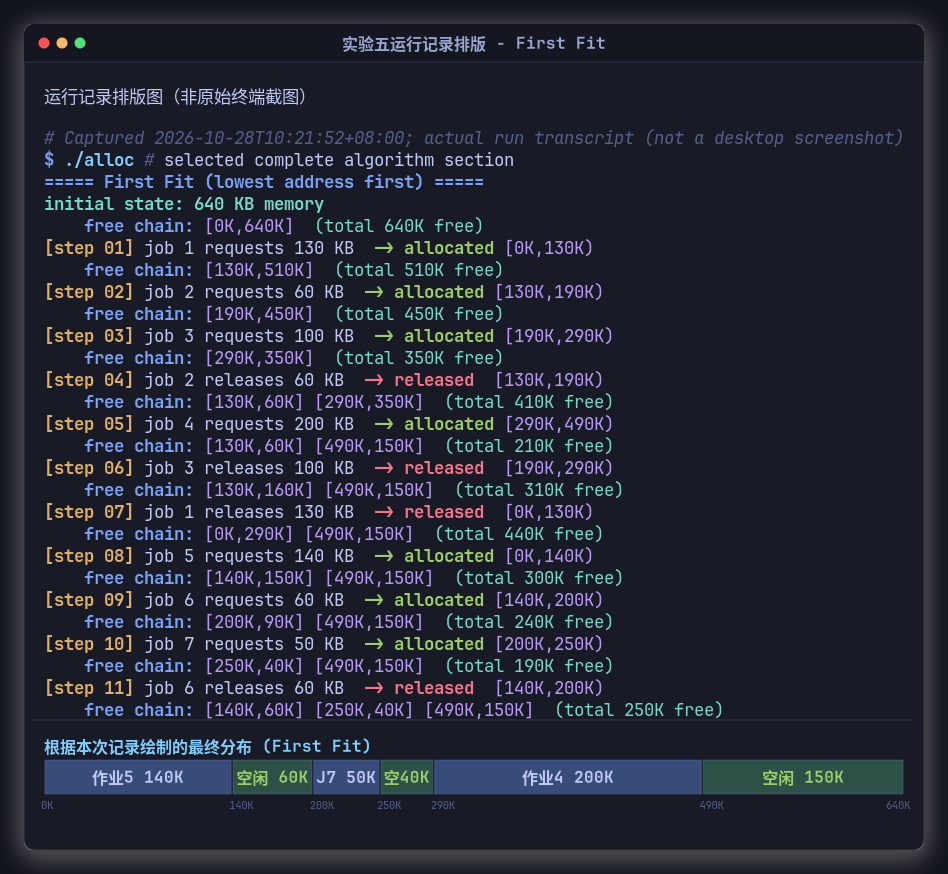 实验五运行记录排版 - First Fit
运行记录排版图（非原始终端截图）
# Captured 2026-10-28T10:21:52+08:00; actual run transcript (not a desktop screenshot)
$ ./alloc # selected complete algorithm section
===== First Fit (lowest address first) =====
initial state: 640 KB memory
free chain: [0K,640K] (total 640K free)
[step 01] job 1 requests 130 KB -> allocated [0K,130K)
free chain: [130K,510K] (total 510K free)
[step 02] job 2 requests 60 KB -> allocated [130K,190K)
free chain: [190K,450K] (total 450K free)
[step 03] job 3 requests 100 KB -> allocated [190K,290K)
free chain: [290K,350K] (total 350K free)
[step 04] job 2 releases 60 KB -> released [130K,190K)
free chain: [130K,60K] [290K,350K] (total 410K free)
[step 05] job 4 requests 200 KB -> allocated [290K,490K)
free chain: [130K,60K] [490K,150K] (total 210K free)
[step 06] job 3 releases 100 KB -> released [190K,290K)
free chain: [130K,160K] [490K,150K] (total 310K free)
[step 07] job 1 releases 130 KB -> released [0K,130K)
free chain: [0K,290K] [490K,150K] (total 440K free)
[step 08] job 5 requests 140 KB -> allocated [0K,140K)
free chain: [140K,150K] [490K,150K] (total 300K free)
[step 09] job 6 requests 60 KB -> allocated [140K,200K)
free chain: [200K,90K] [490K,150K] (total 240K free)
[step 10] job 7 requests 50 KB -> allocated [200K,250K)
free chain: [250K,40K] [490K,150K] (total 190K free)
[step 11] job 6 releases 60 KB -> released [140K,200K)
free chain: [140K,60K] [250K,40K] [490K,150K] (total 250K free)
根据本次记录绘制的最终分布 (First Fit)
作业5 140K 空闲 60K J7 50K 空40K 作业4 200K 空闲 150K
0K 140K 200K 250K 290K 490K 640K